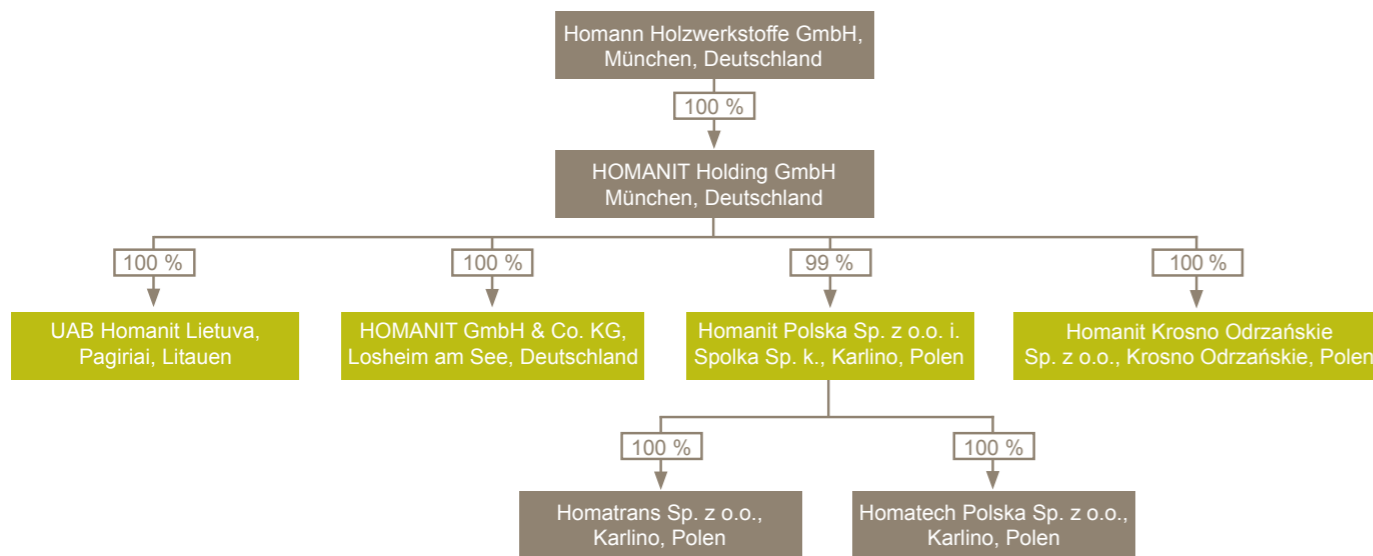 Homann Holzwerkstoffe GmbH,
München, Deutschland
100 %
HOMANIT Holding GmbH
München, Deutschland
100 %
100 %
99 %
100 %
UAB Homanit Lietuva,
Pagiriai, Litauen
HOMANIT GmbH & Co. KG,
Losheim am See, Deutschland
Homanit Polska Sp. z o.o. i.
Spolka Sp. k., Karlino, Polen
Homanit Krosno Odrzańskie
Sp. z o.o., Krosno Odrzańskie, Polen
100 %
100 %
Homatrans Sp. z o.o.,
Karlino, Polen
Homatech Polska Sp. z o.o.,
Karlino, Polen